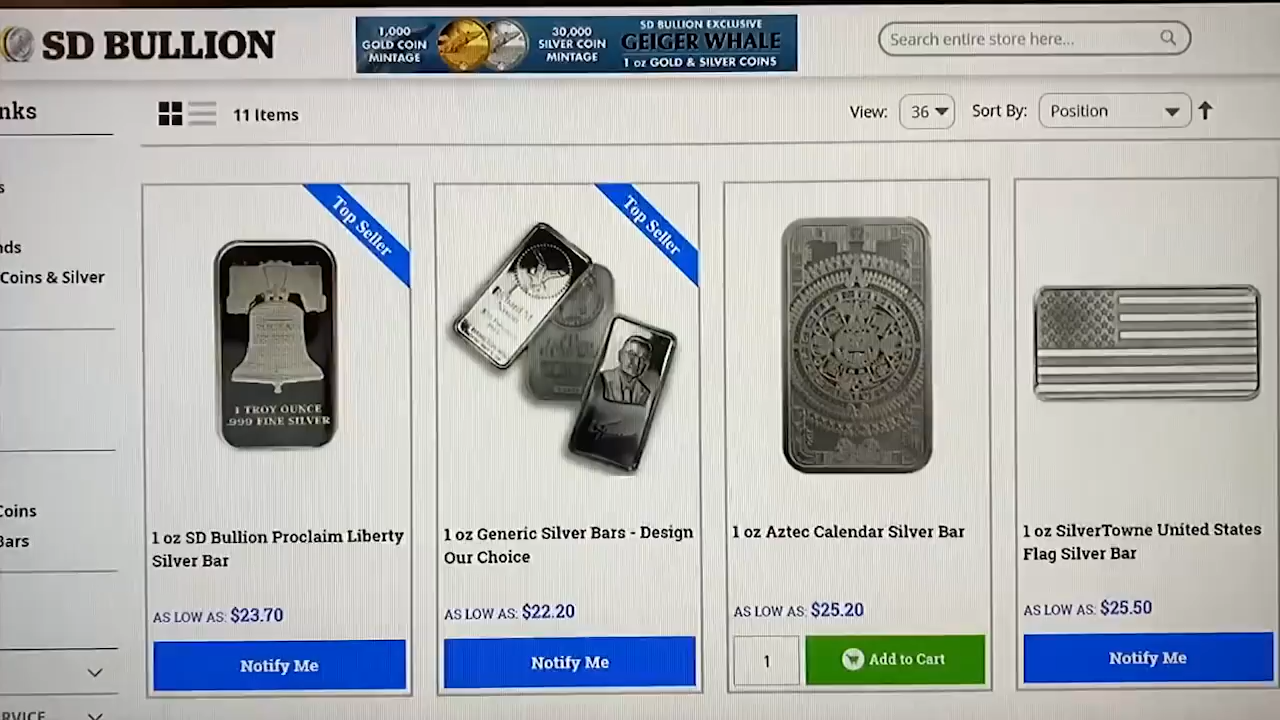 SD BULLION
1,000
GOLD COIN
MINTAGE
30,000
SILVER COIN
MINTAGE
SD BULLION EXCLUSIVE
GEIGER WHALE
1 oz GOLD & SILVER COINS
Search entire store here...
nks
11 Items
View:
36
Sort By:
Position
s
nds
Coins & Silver
Coins
Bars
RVICE
Top Seller
1 TROY OUNCE
.999 FINE SILVER
1 oz SD Bullion Proclaim Liberty
Silver Bar
AS LOW AS: $23.70
Notify Me
Top Seller
1 oz Generic Silver Bars - Design
Our Choice
AS LOW AS: $22.20
Notify Me
1 oz Aztec Calendar Silver Bar
AS LOW AS: $25.20
1
Add to Cart
1 oz SilverTowne United States
Flag Silver Bar
AS LOW AS: $25.50
Notify Me